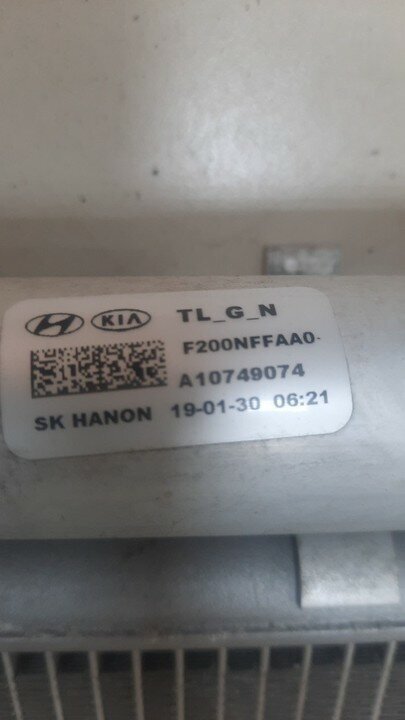 KIA TL_G_N
F200NFFAA0-
A10749074
SK HANON 19-01-30 06:21